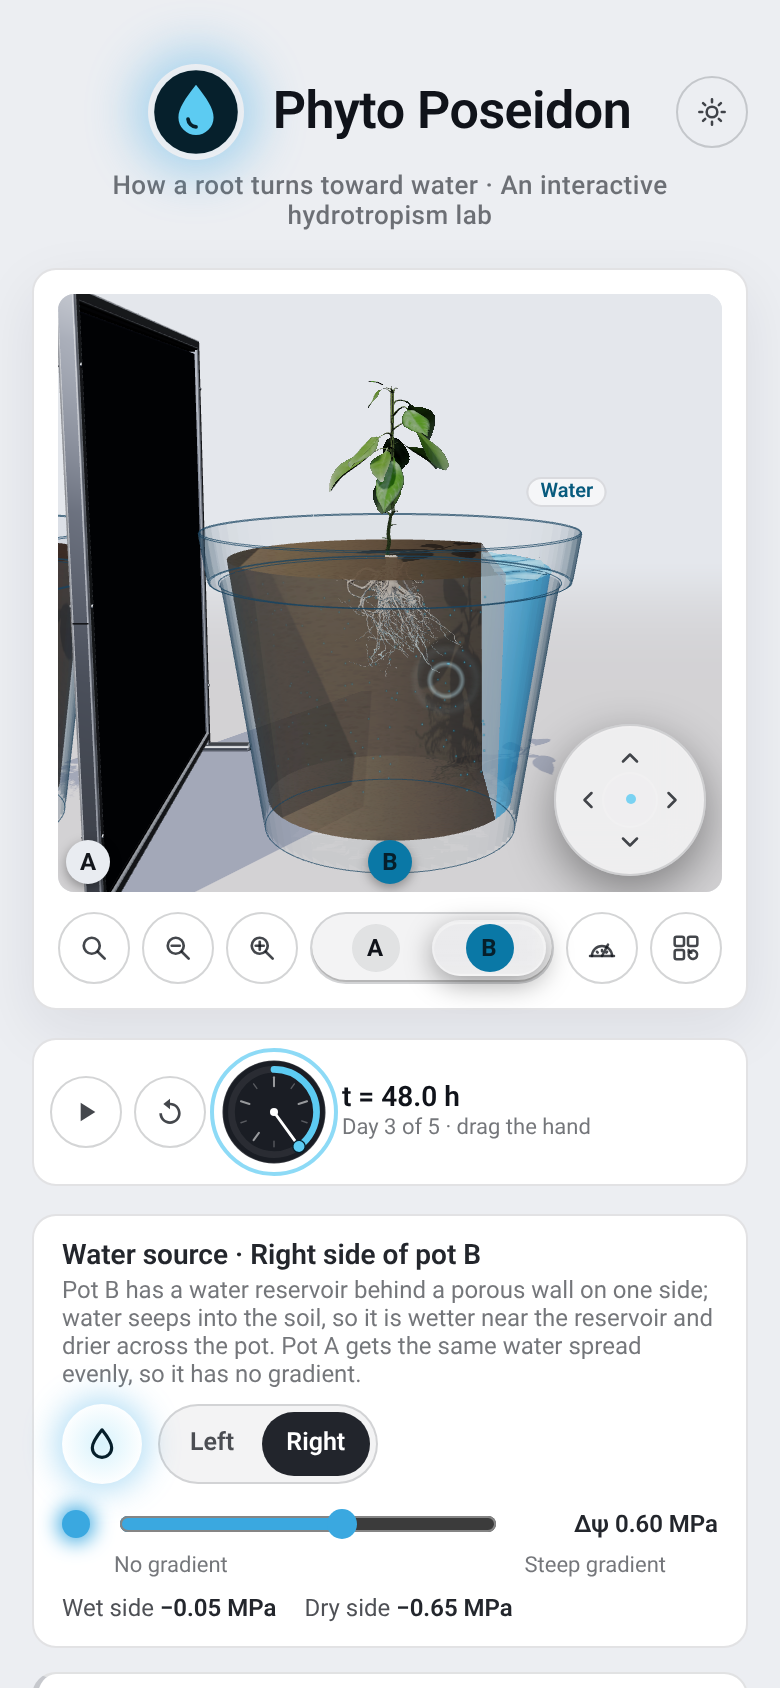 Phyto Poseidon
How a root turns toward water · An interactive
hydrotropism lab
Water
A
B
A
B
t = 48.0 h
Day 3 of 5 · drag the hand
Water source · Right side of pot B
Pot B has a water reservoir behind a porous wall on one side;
water seeps into the soil, so it is wetter near the reservoir and
drier across the pot. Pot A gets the same water spread
evenly, so it has no gradient.
Left
Right
Δψ 0.60 MPa
No gradient
Steep gradient
Wet side −0.05 MPa
Dry side −0.65 MPa